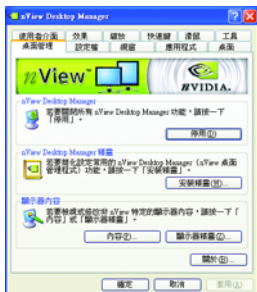 nView Desktop Manager
使用者介面 效果 縮放 快速鍵 滑鼠 工具
桌面管理 設定檔 視窗 應用程式 桌面
nView™
NVIDIA.
nView Desktop Manager
若要關閉所有 nView Desktop Manager 功能，請按一下
「停用」。
停用(D)
nView Desktop Manager 精靈
若要簡化設定常用的 nView Desktop Manager (nView 桌面
管理程式) 功能，請按一下「安裝精靈」。
安裝精靈(W)...
顯示器內容
若要檢視或修改非 nView 特定的顯示器內容，請按一下「
內容」或「顯示器精靈」。
內容(P)... 顯示器精靈(Z)...
關於(B)...
確定 取消 套用(A)